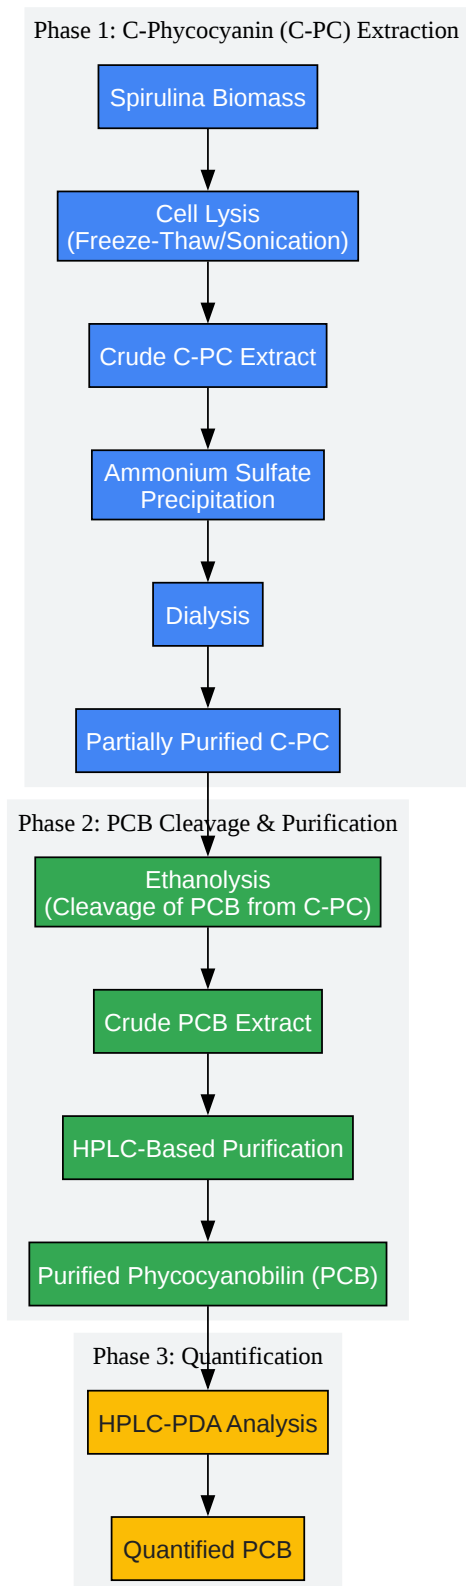 Phase 1: C-Phycocyanin (C-PC) Extraction
Spirulina Biomass
Cell Lysis
(Freeze-Thaw/Sonication)
Crude C-PC Extract
Ammonium Sulfate
Precipitation
Dialysis
Partially Purified C-PC
Phase 2: PCB Cleavage & Purification
Ethanolysis
(Cleavage of PCB from C-PC)
Crude PCB Extract
HPLC-Based Purification
Purified Phycocyanobilin (PCB)
Phase 3: Quantification
HPLC-PDA Analysis
Quantified PCB